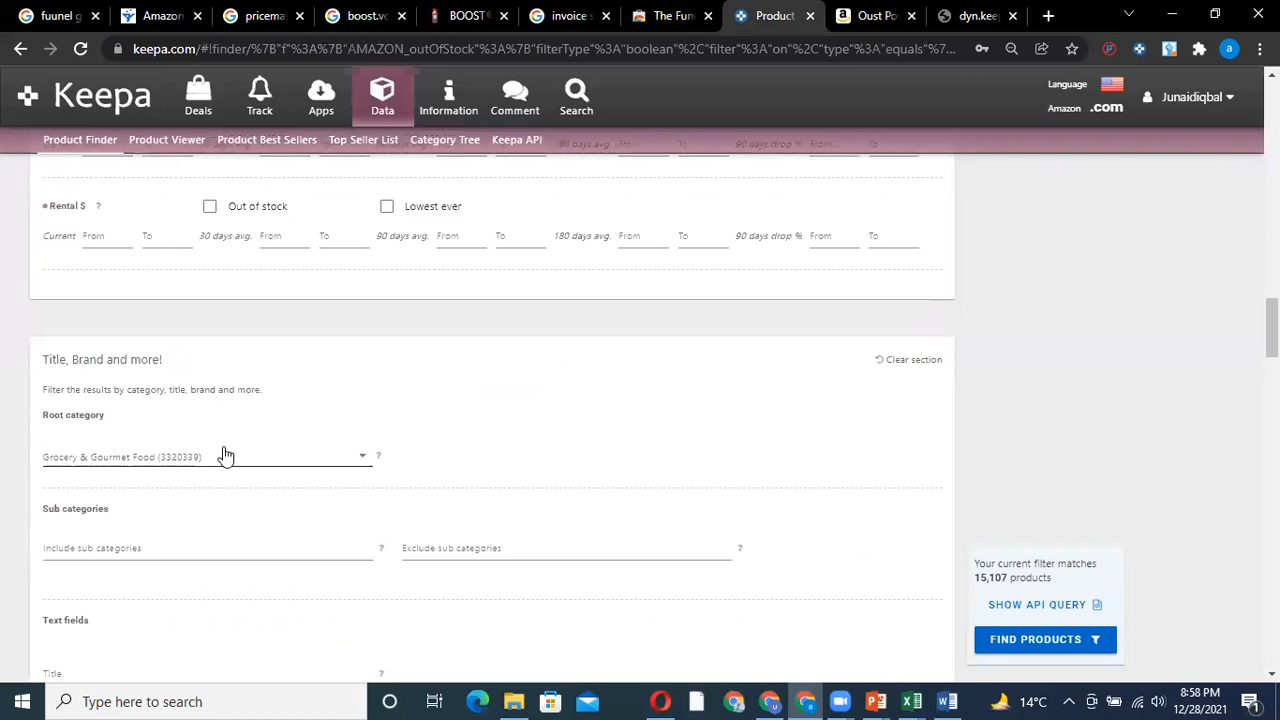 fuunel g
Amazon
pricema
boost.vc
BOOST®
invoice s
The Fun
Product
Oust Po
dyn.kee
keepa.com/#!finder/%7B"f"%3A%7B"AMAZON_outOfStock"%3A%7B"filterType"%3A"boolean"%2C"filter"%3A"on"%2C"type"%3A"equals"%7...
Keepa
Deals
Track
Apps
Data
Information
Comment
Search
Language
Amazon .com
Junaidiqbal
Product Finder Product Viewer Product Best Sellers Top Seller List Category Tree Keepa API
Rental $ ? Out of stock Lowest ever
Current From To 30 days avg. From To 90 days avg. From To 180 days avg. From To 90 days drop % From To
Title, Brand and more! Clear section
Filter the results by category, title, brand and more.
Root category
Grocery & Gourmet Food (3320339) ?
Sub categories
Include sub categories ? Exclude sub categories ?
Text fields
Title ?
Your current filter matches
15,107 products
SHOW API QUERY
FIND PRODUCTS
Type here to search
14°C
8:58 PM
12/28/2021